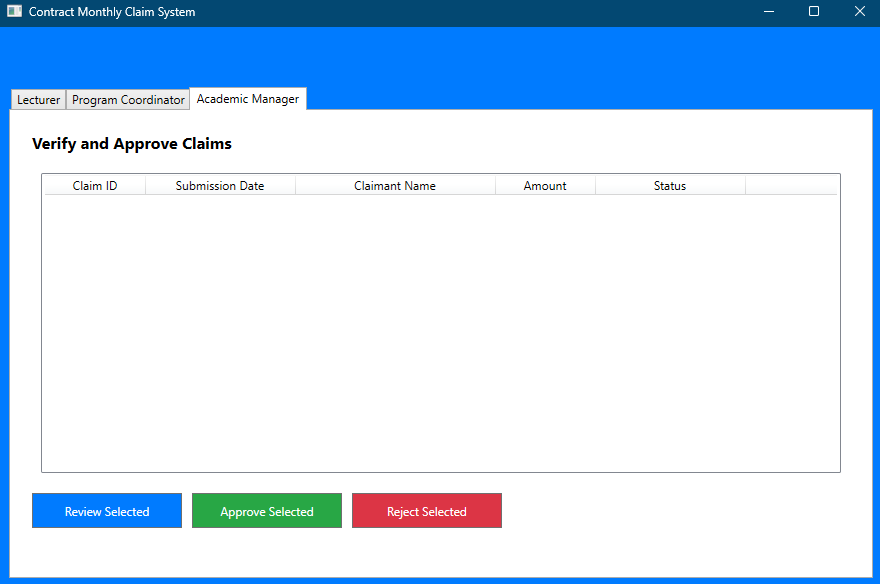 Contract Monthly Claim System
Lecturer Program Coordinator Academic Manager
Verify and Approve Claims
Claim ID Submission Date Claimant Name Amount Status
Review Selected Approve Selected Reject Selected